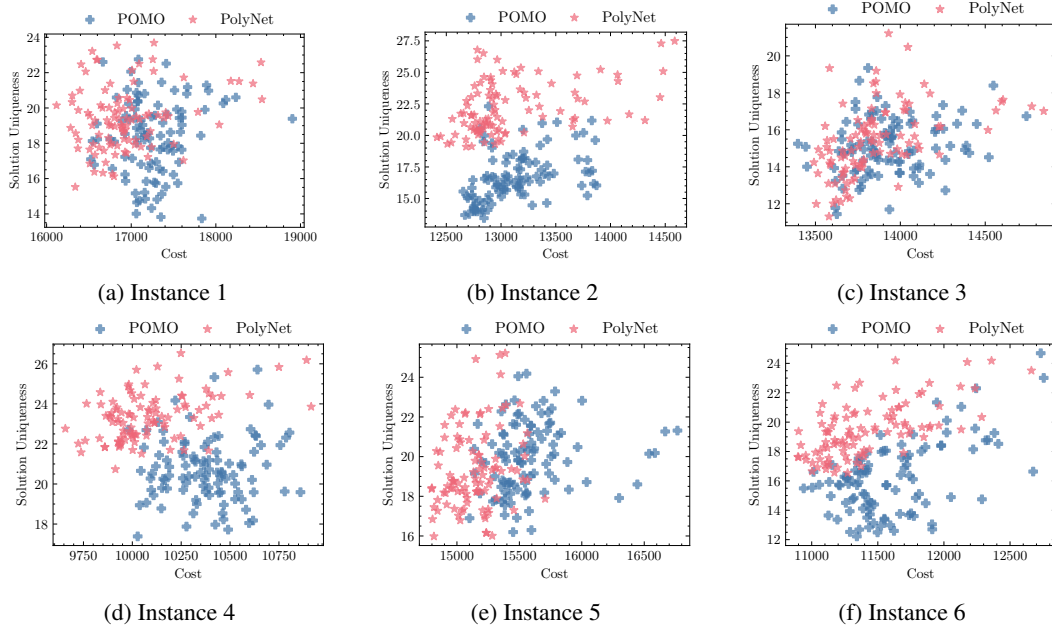 POMO PolyNet
24
22
20
18
16
14
Solution Uniqueness
16000 17000 18000 19000
Cost
(a) Instance 1
POMO PolyNet
27.5
25.0
22.5
20.0
17.5
15.0
Solution Uniqueness
12500 13000 13500 14000 14500
Cost
(b) Instance 2
POMO PolyNet
20
18
16
14
12
Solution Uniqueness
13500 14000 14500
Cost
(c) Instance 3
POMO PolyNet
26
24
22
20
18
Solution Uniqueness
9750 10000 10250 10500 10750
Cost
(d) Instance 4
POMO PolyNet
24
22
20
18
16
Solution Uniqueness
15000 15500 16000 16500
Cost
(e) Instance 5
POMO PolyNet
24
22
20
18
16
14
12
Solution Uniqueness
11000 11500 12000 12500
Cost
(f) Instance 6